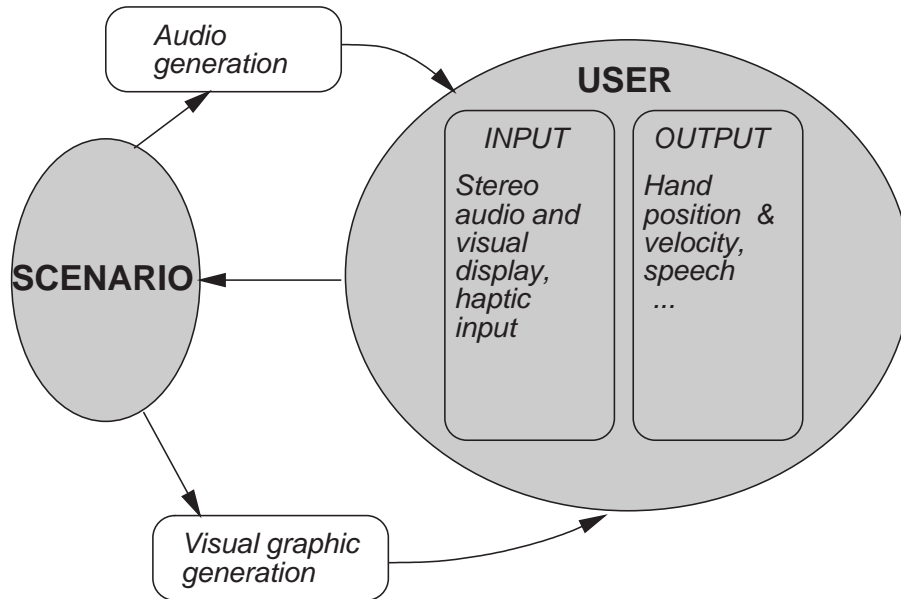 Audio
generation
USER
INPUT
Stereo
audio and
visual
display,
haptic
input
OUTPUT
Hand
position &
velocity,
speech
...
SCENARIO
Visual graphic
generation